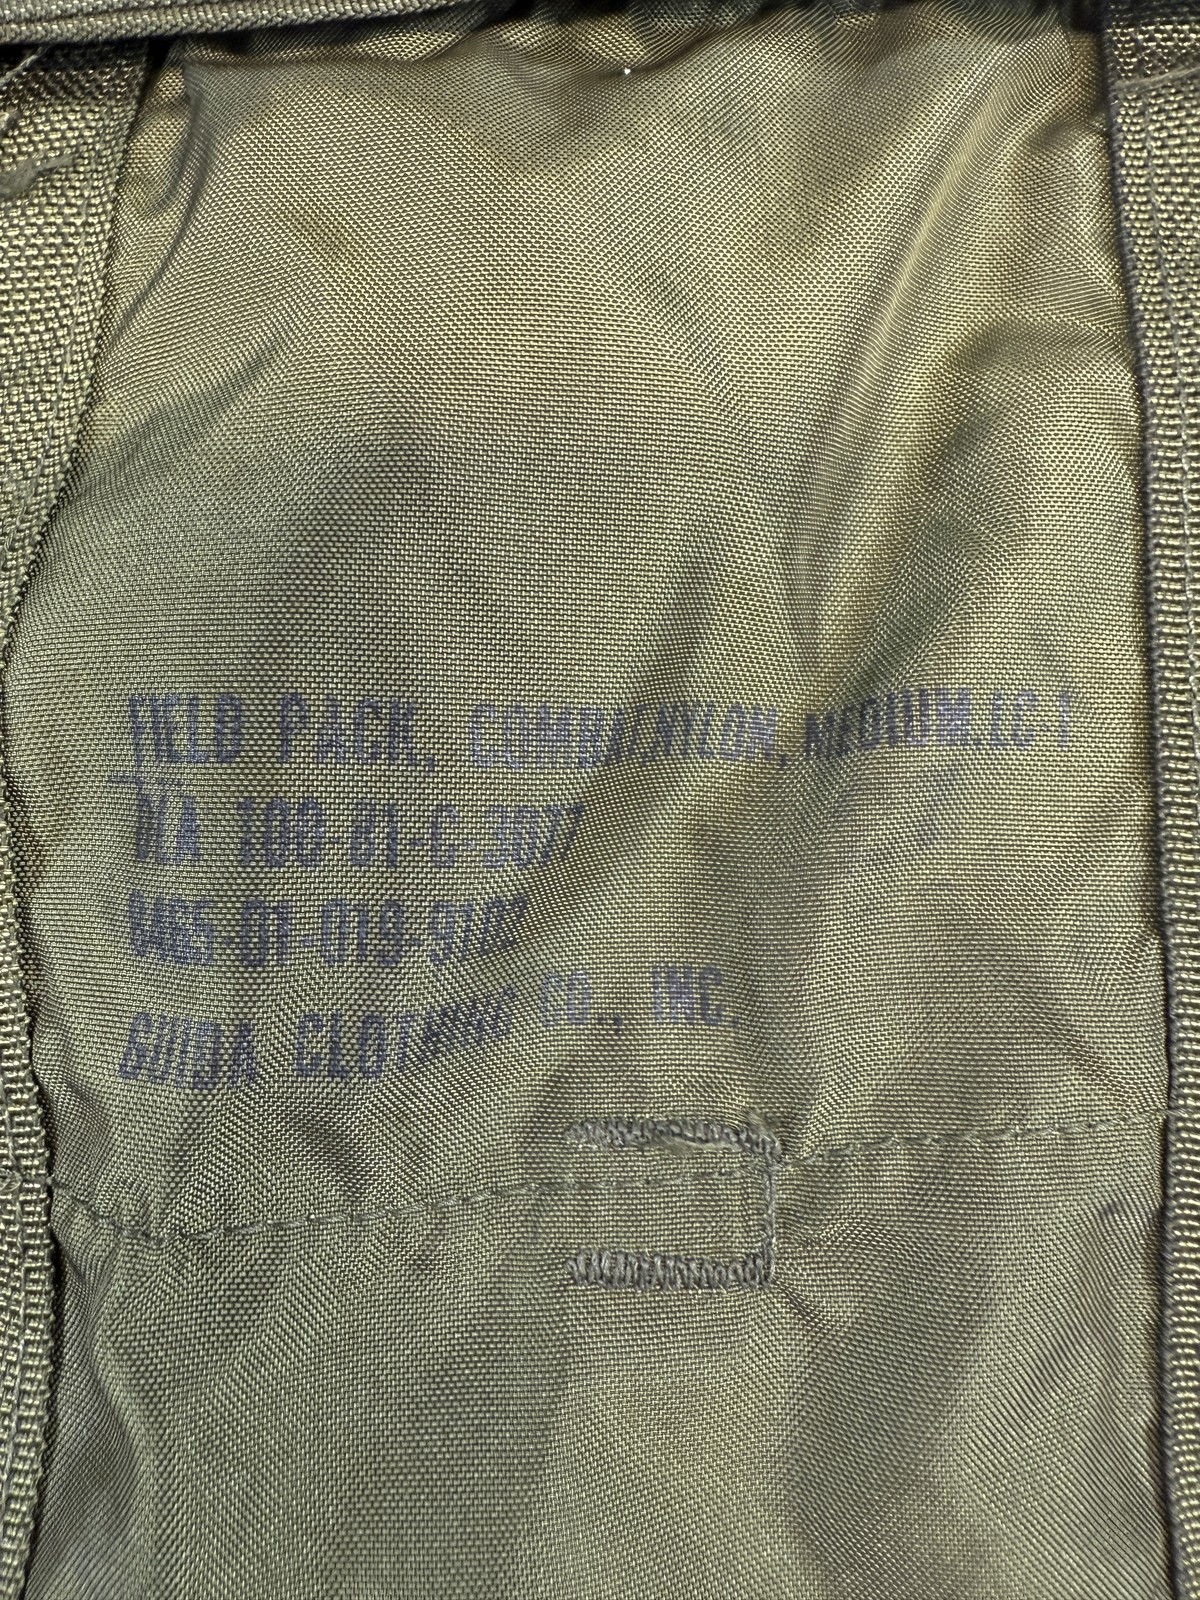 FIELD PACK, COMBAT, NYLON, MEDIUM, LC-1
DLA 100-81-C-3077
8465-01-019-9102
GUIDA CLOTHING CO., INC.